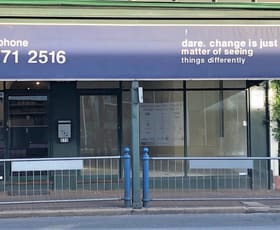 phone
71 2516
dare. change is just
matter of seeing
things differently